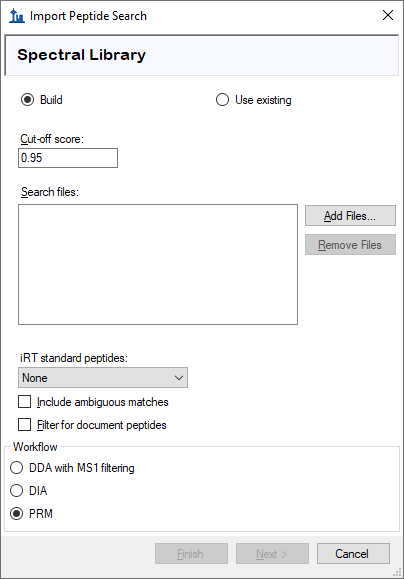 Import Peptide Search
Spectral Library
Build
Use existing
Cut-off score:
0.95
Search files:
Add Files...
Remove Files
iRT standard peptides:
None
Include ambiguous matches
Filter for document peptides
Workflow
DDA with MS1 filtering
DIA
PRM
Finish
Next >
Cancel